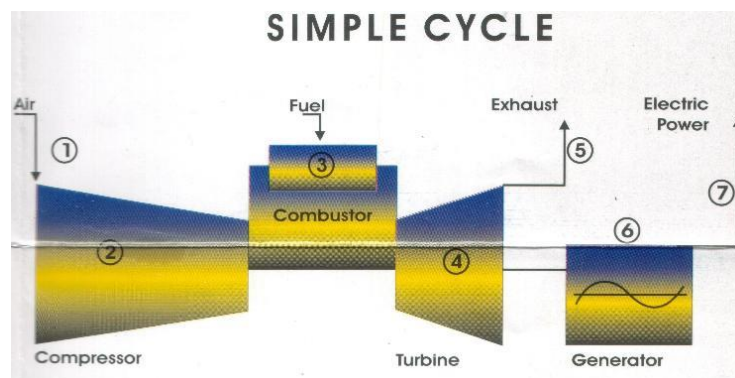 SIMPLE CYCLE
Air
Fuel
Exhaust
Electric
Power
1
3
5
7
Combustor
6
2
4
Compressor
Turbine
Generator